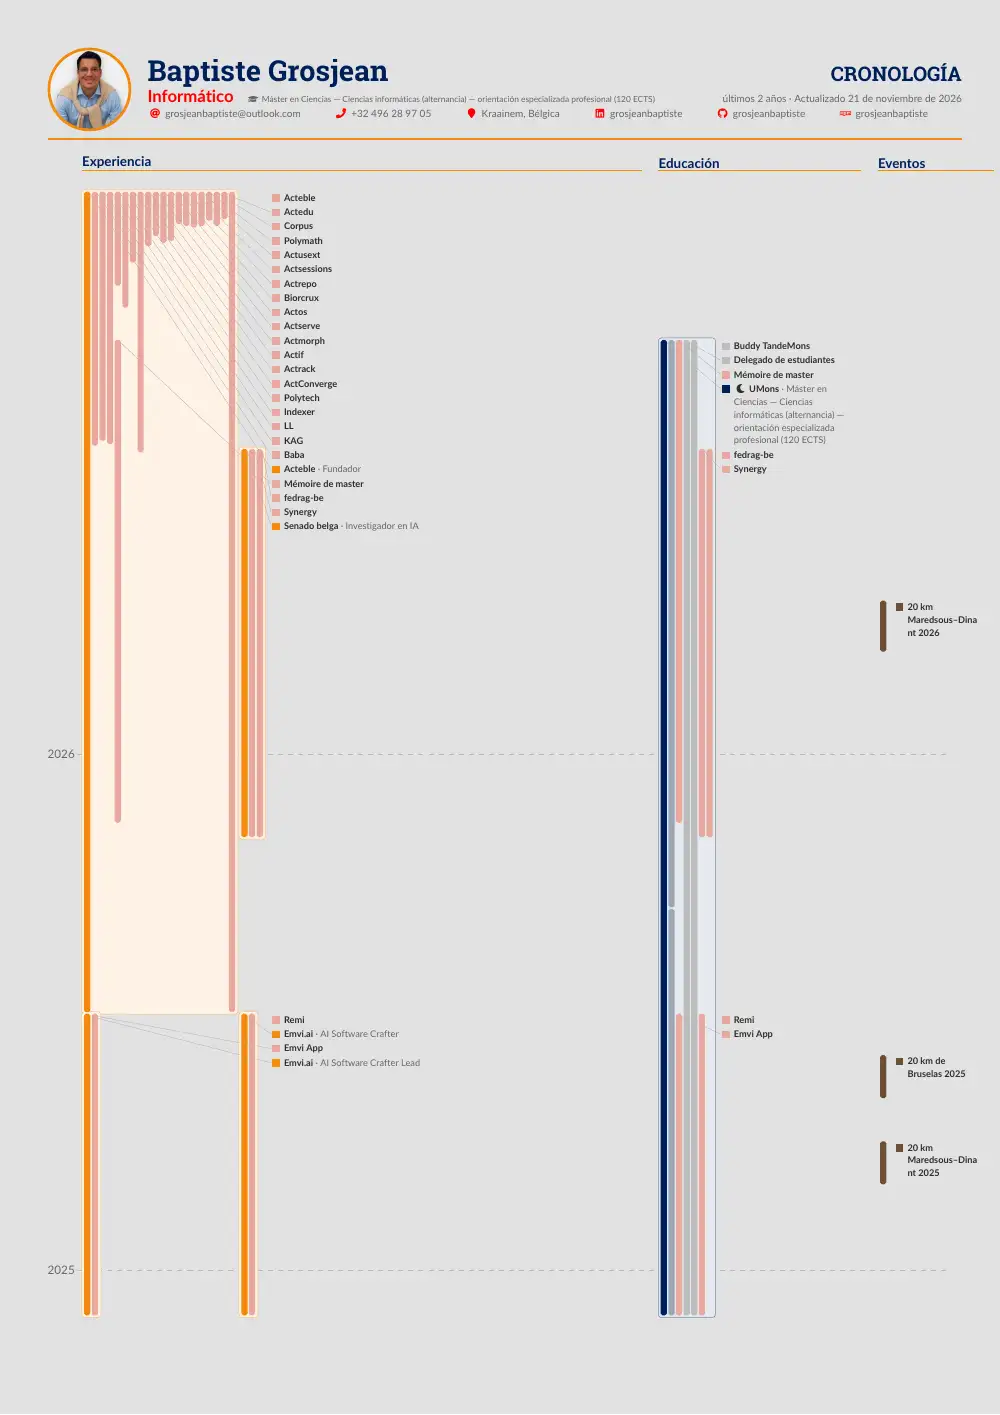 Baptiste Grosjean
CRONOLOGÍA
Informático
Máster en Ciencias — Ciencias informáticas (alternancia) — orientación especializada profesional (120 ECTS)
últimos 2 años · Actualizado 21 de noviembre de 2026
grosjeanbaptiste@outlook.com
+32 496 28 97 05
Kraainem, Bélgica
grosjeanbaptiste
grosjeanbaptiste
grosjeanbaptiste
Experiencia
Educación
Eventos
Acteble
Actedu
Corpus
Polymath
Actusext
Actsessions
Actrepo
Biorcrux
Actos
Actserve
Actmorph
Actif
Actrack
ActConverge
Polytech
Indexer
LL
KAG
Baba
Acteble · Fundador
Mémoire de master
fedrag-be
Synergy
Senado belga · Investigador en IA
Buddy TandeMons
Delegado de estudiantes
Mémoire de master
UMons · Máster en
Ciencias — Ciencias
informáticas (alternancia) —
orientación especializada
profesional (120 ECTS)
fedrag-be
Synergy
20 km
Maredsous–Dina
nt 2026
2026
Remi
Emvi.ai · AI Software Crafter
Emvi App
Emvi.ai · AI Software Crafter Lead
Remi
Emvi App
20 km de
Bruselas 2025
20 km
Maredsous–Dina
nt 2025
2025